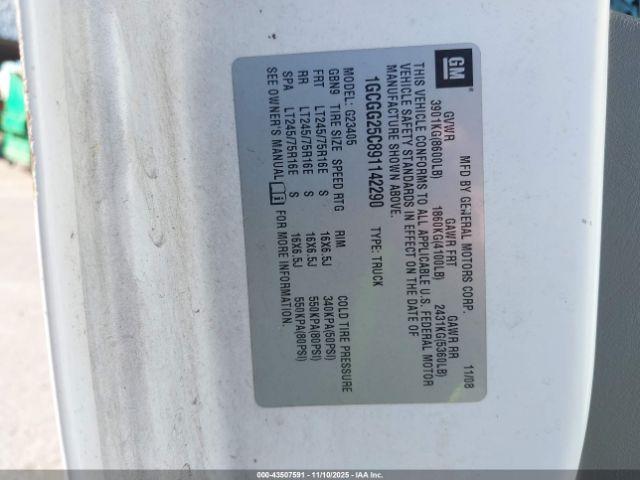 GM
MFD BY GENERAL MOTORS CORP. 11/08
GVWR GAWR FRT GAWR RR
3901KG(8600LB) 1860KG(4100LB) 2431KG(5360LB)
THIS VEHICLE CONFORMS TO ALL APPLICABLE U.S. FEDERAL MOTOR
VEHICLE SAFETY STANDARDS IN EFFECT ON THE DATE OF
MANUFACTURE SHOWN ABOVE.
1GCGG25C891142290 TYPE: TRUCK
MODEL: G23405
GBN9 TIRE SIZE SPEED RTG RIM COLD TIRE PRESSURE
FRT LT245/75R16E S 16X6.5J 340KPA(50PSI)
RR LT245/75R16E S 16X6.5J 550KPA(80PSI)
SPA LT245/75R16E S 16X6.5J 550KPA(80PSI)
SEE OWNER'S MANUAL i FOR MORE INFORMATION.
000-43507591 - 11/10/2025 - IAAC